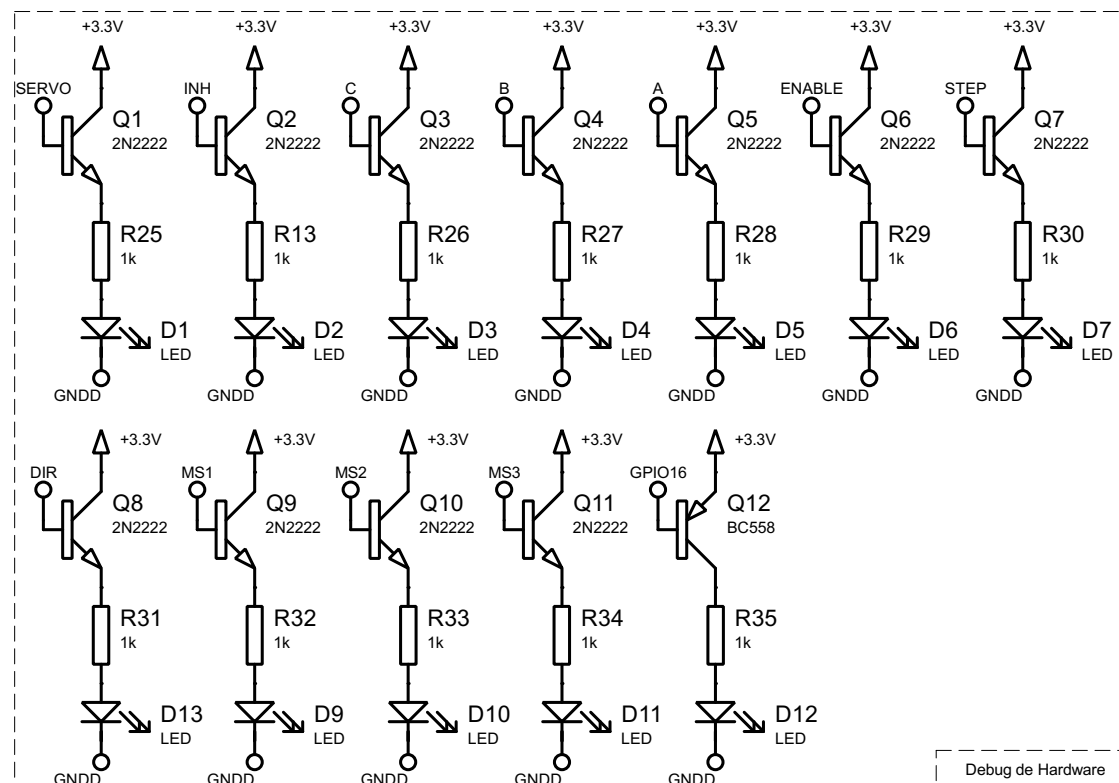 +3.3V +3.3V +3.3V +3.3V +3.3V +3.3V +3.3V
SERVO INH C B A ENABLE STEP
Q1 Q2 Q3 Q4 Q5 Q6 Q7
2N2222 2N2222 2N2222 2N2222 2N2222 2N2222 2N2222
R25 R13 R26 R27 R28 R29 R30
1k 1k 1k 1k 1k 1k 1k
D1 D2 D3 D4 D5 D6 D7
LED LED LED LED LED LED LED
GNDD GNDD GNDD GNDD GNDD GNDD GNDD
+3.3V +3.3V +3.3V +3.3V +3.3V
DIR MS1 MS2 MS3 GPIO16
Q8 Q9 Q10 Q11 Q12
2N2222 2N2222 2N2222 2N2222 BC558
R31 R32 R33 R34 R35
1k 1k 1k 1k 1k
D13 D9 D10 D11 D12
LED LED LED LED LED
GNDD GNDD GNDD GNDD GNDD
Debug de Hardware